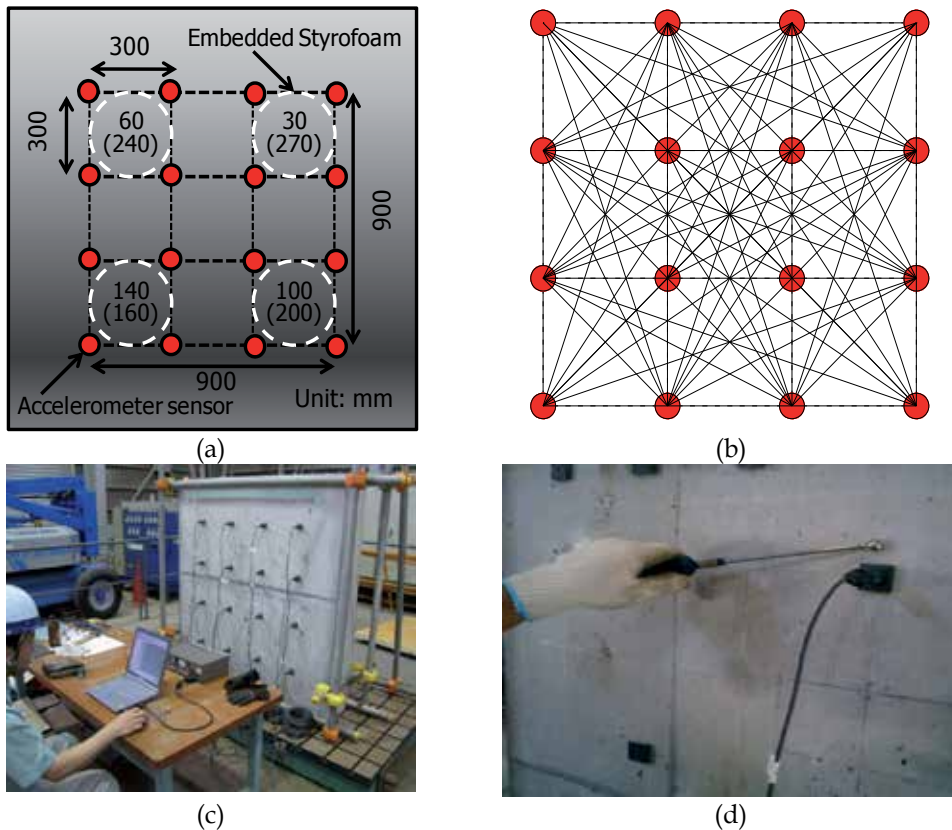 Embedded Styrofoam
300
300
60
(240)
30
(270)
900
140
(160)
100
(200)
900
Accelerometer sensor
Unit: mm
(a)
(b)
(c)
(d)